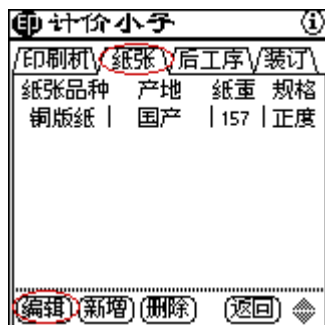 计价小子
印刷机 纸张 后工序 装订
纸张品种 产地 纸重 规格
铜版纸 国产 157 正度
编辑 新增 删除 返回